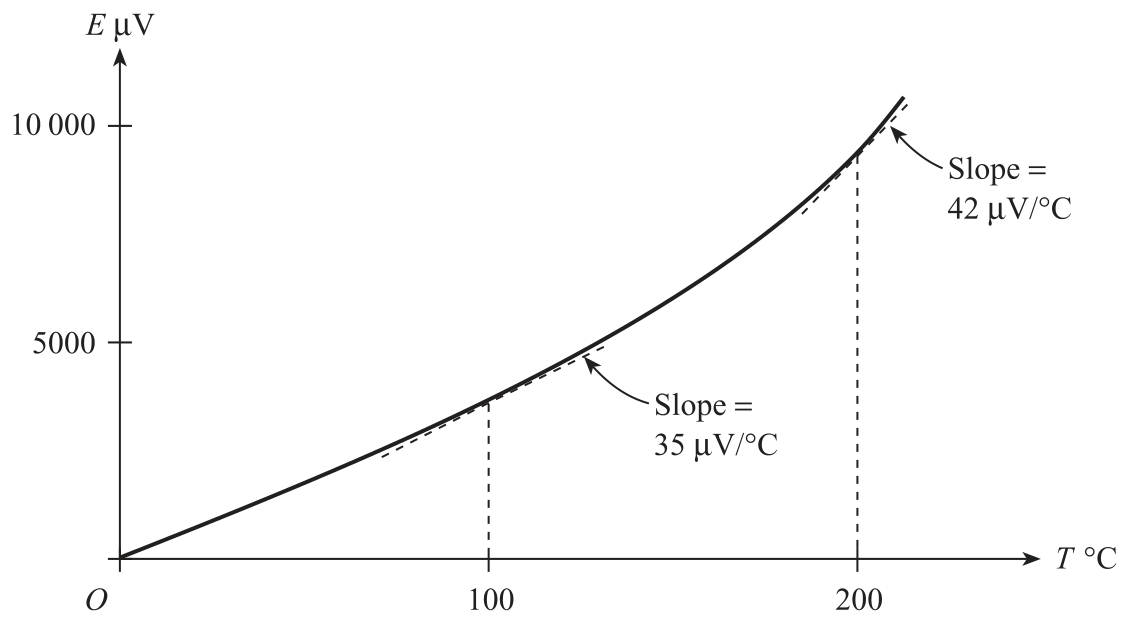 E μV
10 000
Slope =
42 μV/°C
5000
Slope =
35 μV/°C
T °C
O
100
200